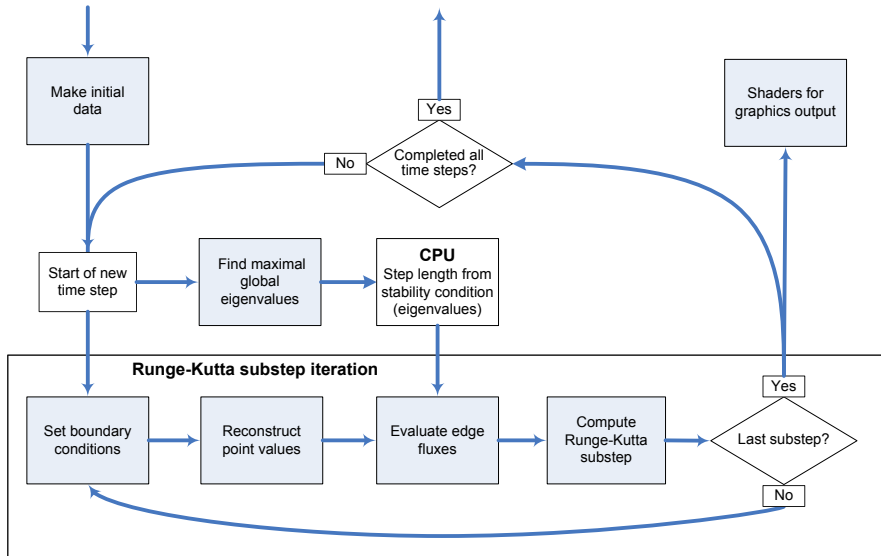 Make initial
data
Yes
Shaders for
graphics output
No
Completed all
time steps?
Start of new
time step
Find maximal
global
eigenvalues
CPU
Step length from
stability condition
(eigenvalues)
Runge-Kutta substep iteration
Yes
Set boundary
conditions
Reconstruct
point values
Evaluate edge
fluxes
Compute
Runge-Kutta
substep
Last substep?
No